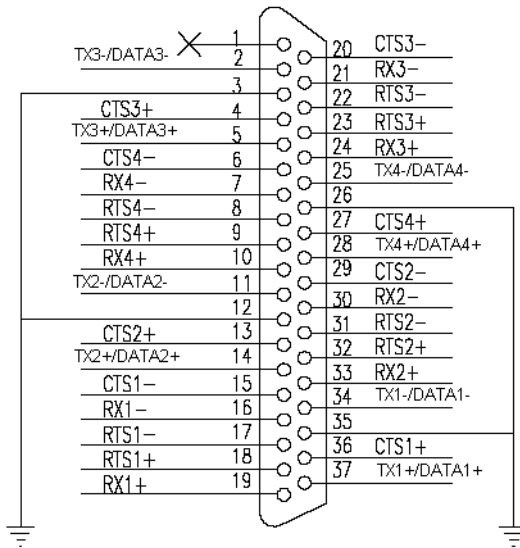 1
TX3-/DATA3- 2
3
CTS3+ 4
TX3+/DATA3+ 5
CTS4- 6
RX4- 7
RTS4- 8
RTS4+ 9
RX4+ 10
TX2-/DATA2- 11
12
CTS2+ 13
TX2+/DATA2+ 14
CTS1- 15
RX1- 16
RTS1- 17
RTS1+ 18
RX1+ 19
20 CTS3-
21 RX3-
22 RTS3-
23 RTS3+
24 RX3+
25 TX4-/DATA4-
26
27 CTS4+
28 TX4+/DATA4+
29 CTS2-
30 RX2-
31 RTS2-
32 RTS2+
33 RX2+
34 TX1-/DATA1-
35
36 CTS1+
37 TX1+/DATA1+